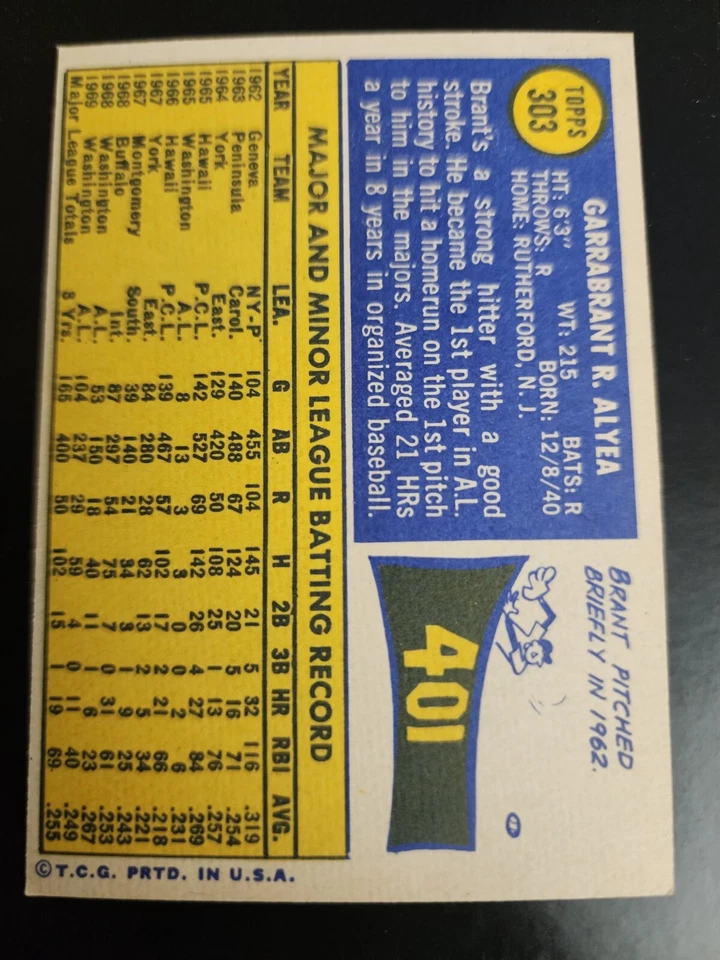 TOPPS
303
GARRABRANT R. ALYEA
HT: 6'3" WT: 215 BATS: R
THROWS: R BORN: 12/8/40
HOME: RUTHERFORD, N. J.
Brant's a strong hitter with a good
stroke. He became the 1st player in A.L.
history to hit a homerun on the 1st pitch
to him in the majors. Averaged 21 HRs
a year in 8 years in organized baseball.
BRANT PITCHED
BRIEFLY IN 1962.
401
MAJOR AND MINOR LEAGUE BATTING RECORD
YEAR TEAM LEA. G AB R H 2B 3B HR RBI AVG.
1962 Geneva NY-P 104 455 104 145 21 5 32 116 .319
1963 Peninsula Carol. 140 488 67 124 20 5 16 71 .254
1964 York East. 129 420 50 108 25 1 13 76 .257
1965 Hawaii P.C.L. 142 527 69 142 26 4 27 84 .269
1965 Washington A.L. 8 13 3 3 0 0 2 6 .231
1966 Hawaii P.C.L. 139 467 57 102 17 2 21 66 .218
1967 York East. 84 280 28 62 13 2 5 34 .221
1967 Montgomery South. 39 140 21 34 3 1 9 25 .243
1968 Buffalo Int. 87 297 54 75 7 0 31 61 .253
1968 Washington A.L. 53 150 18 40 11 1 6 23 .267
1969 Washington A.L. 104 237 29 59 4 0 11 40 .249
Major League Totals 8 Yrs. 165 400 50 102 15 1 19 69 .255
© T.C.G. PRTD. IN U.S.A.